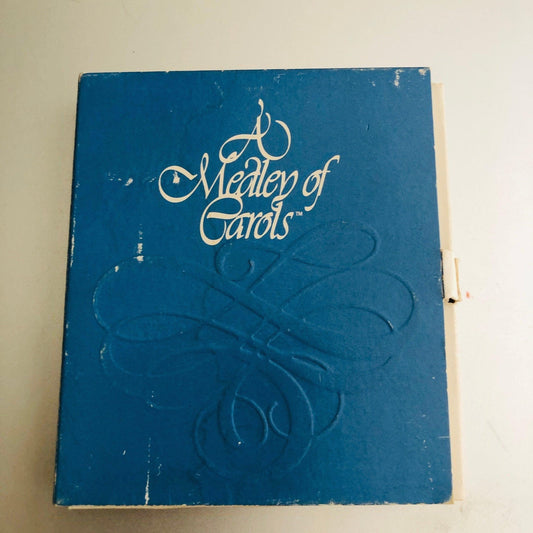 A
Medley of
Carols™